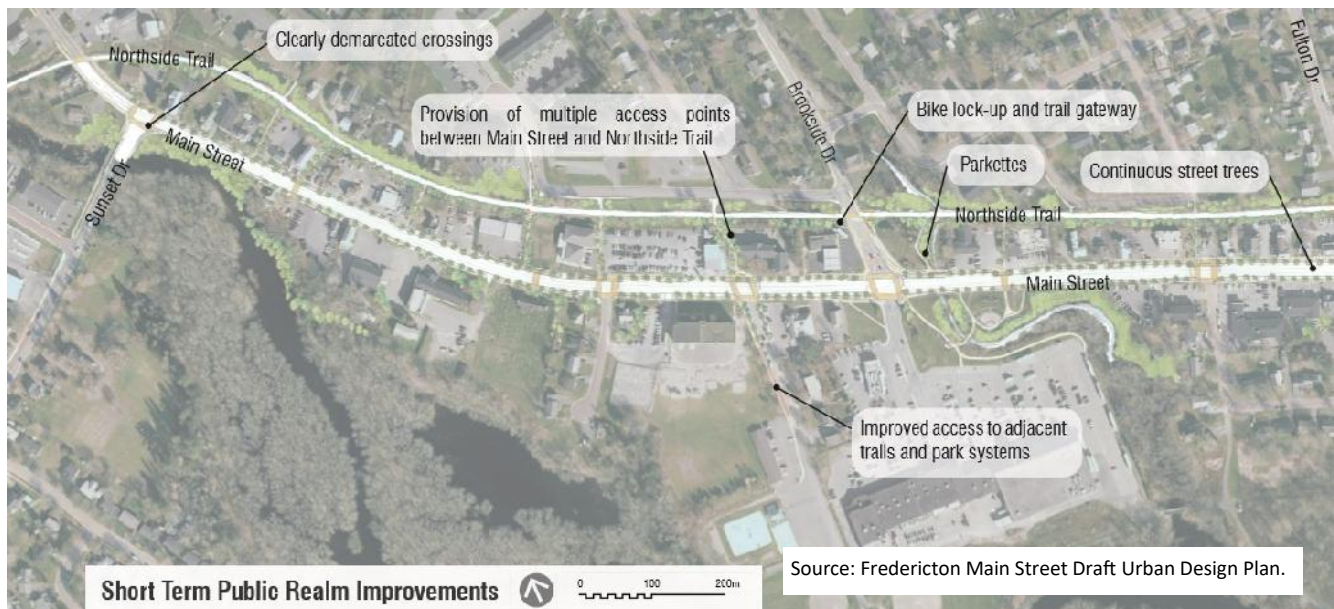 Clearly demarcated crossings
Northside Trail
Fulton Dr
Provision of multiple access points
between Main Street and Northside Trail
Brookside Dr
Bike lock-up and trail gateway
Parkettes
Continuous street trees
Main Street
Sunset Dr
Northside Trail
Main Street
Improved access to adjacent
trails and park systems
Short Term Public Realm Improvements
0 100 200m
Source: Fredericton Main Street Draft Urban Design Plan.